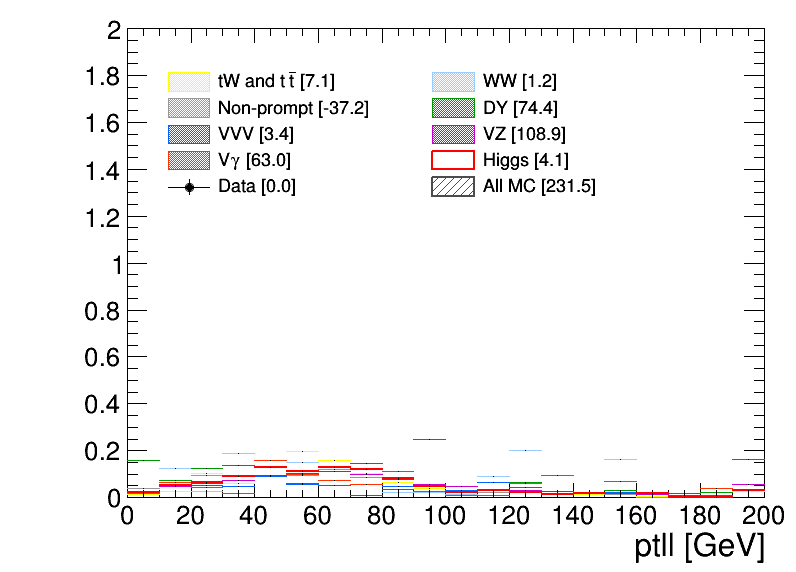 2
1.8
1.6
1.4
1.2
1
0.8
0.6
0.4
0.2
0
tW and t t̄ [7.1]
Non-prompt [-37.2]
VVV [3.4]
Vγ [63.0]
Data [0.0]
WW [1.2]
DY [74.4]
VZ [108.9]
Higgs [4.1]
All MC [231.5]
0 20 40 60 80 100 120 140 160 180 200
ptll [GeV]